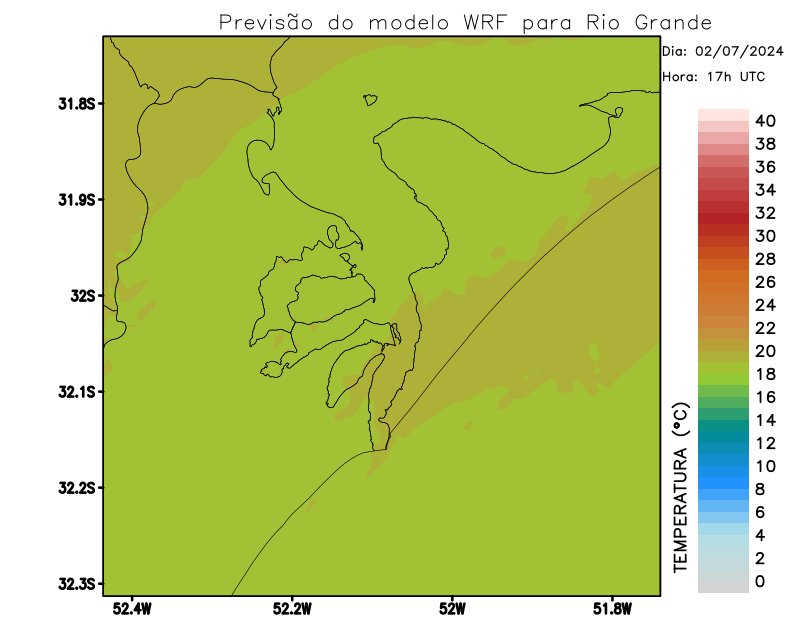 Previsão do modelo WRF para Rio Grande
Dia: 02/07/2024
Hora: 17h UTC
31.8S
31.9S
32S
32.1S
32.2S
32.3S
52.4W
52.2W
52W
51.8W
TEMPERATURA (°C)
40
38
36
34
32
30
28
26
24
22
20
18
16
14
12
10
8
6
4
2
0